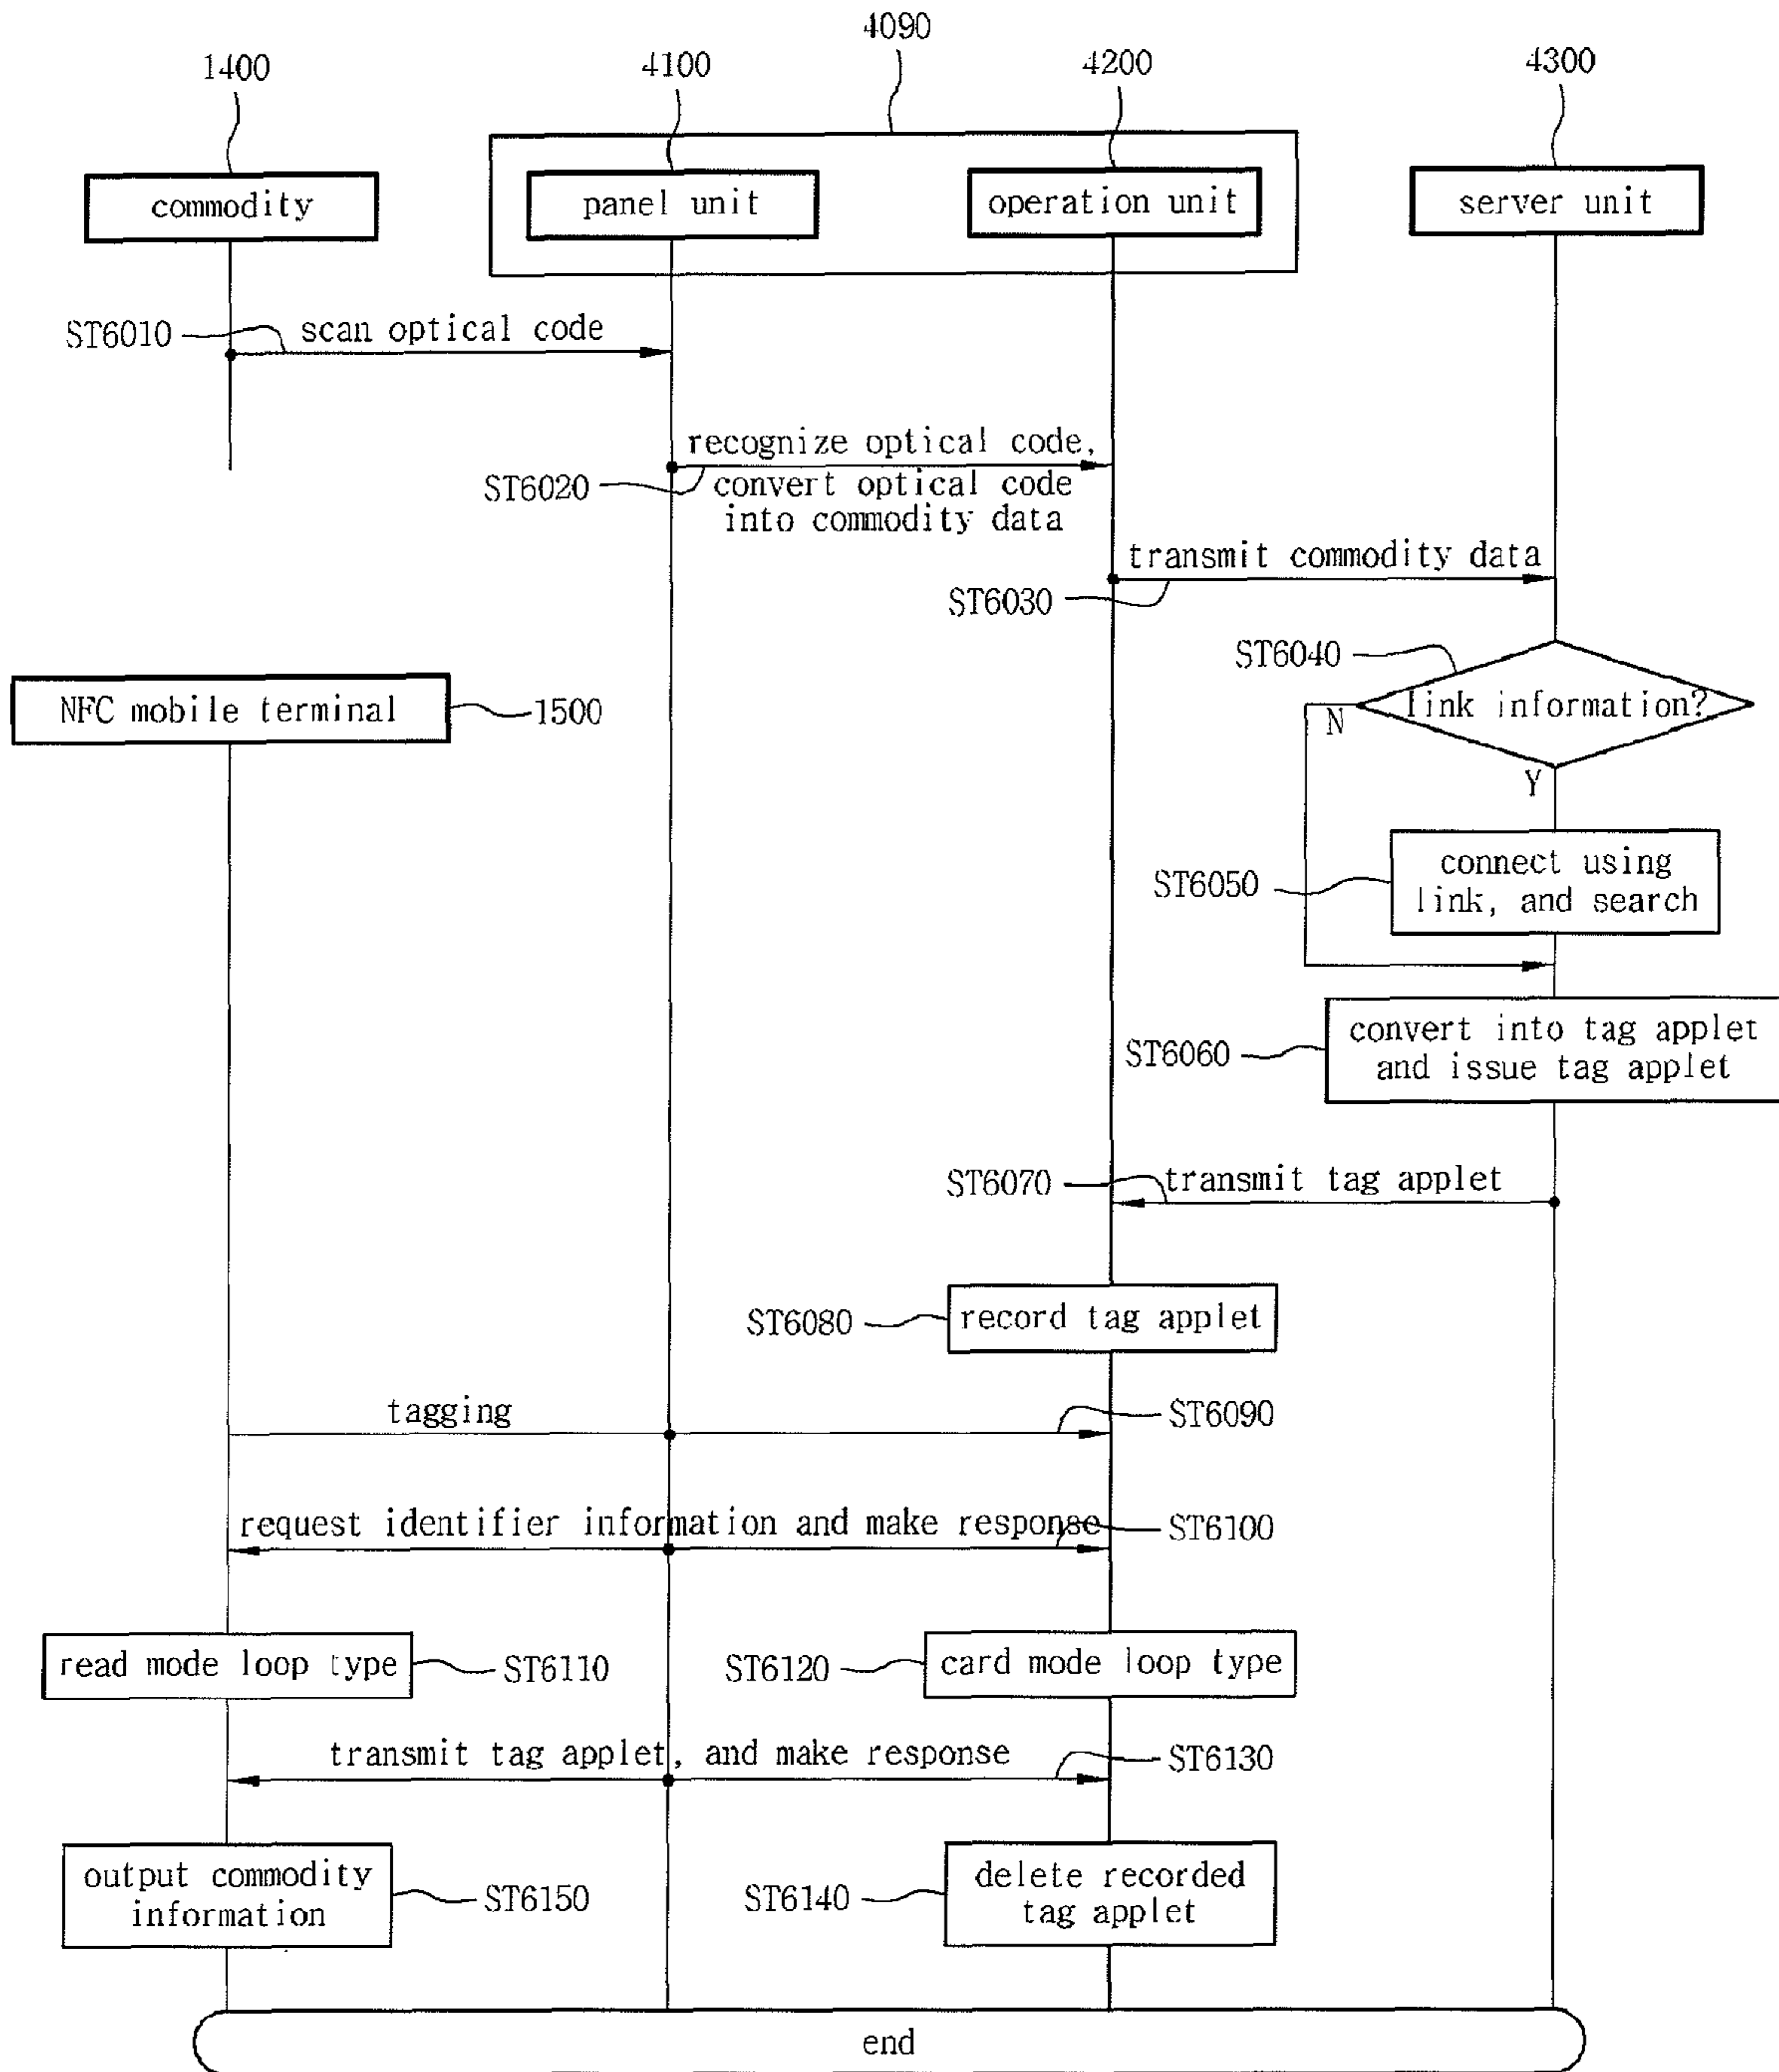 4090
1400
4100
4200
4300
commodity
panel unit
operation unit
server unit
ST6010
scan optical code
recognize optical code,
ST6020
convert optical code
into commodity data
transmit commodity data
ST6030
ST6040
link information?
N
Y
NFC mobile terminal
1500
ST6050
connect using
link, and search
ST6060
convert into tag applet
and issue tag applet
ST6070
transmit tag applet
ST6080
record tag applet
tagging
ST6090
request identifier information and make response
ST6100
read mode loop type
ST6110
ST6120
card mode loop type
transmit tag applet, and make response
ST6130
output commodity
information
ST6150
ST6140
delete recorded
tag applet
end